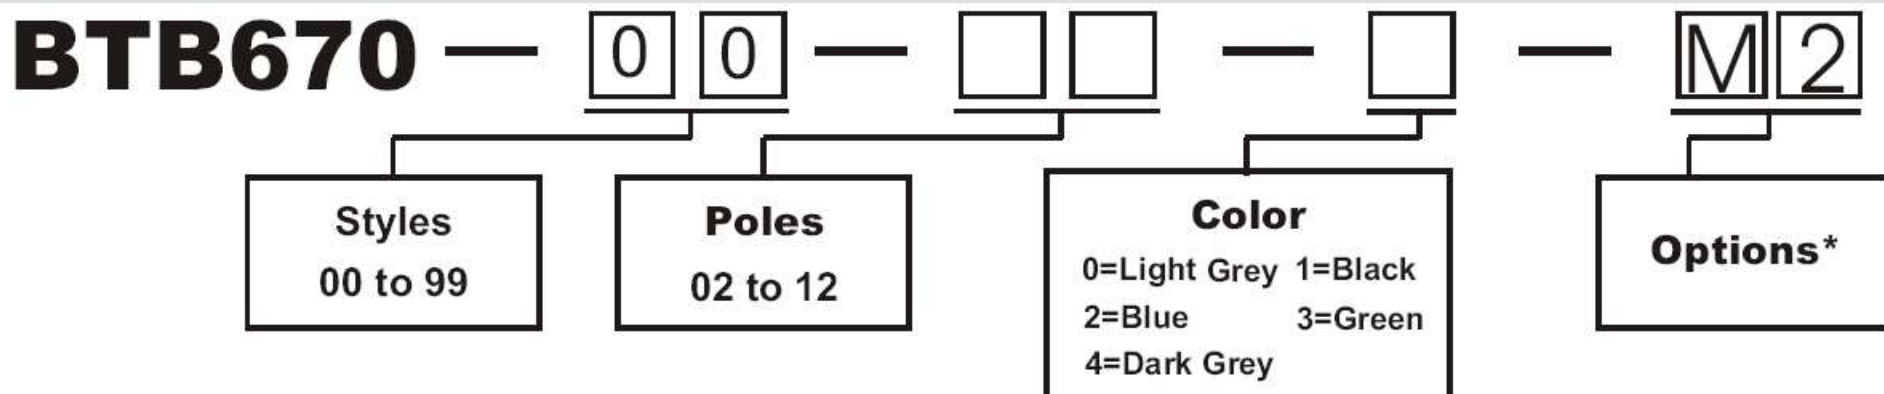 BTB670 — 0 0 — — — M 2
Styles
00 to 99
Poles
02 to 12
Color
0=Light Grey 1=Black
2=Blue 3=Green
4=Dark Grey
Options*